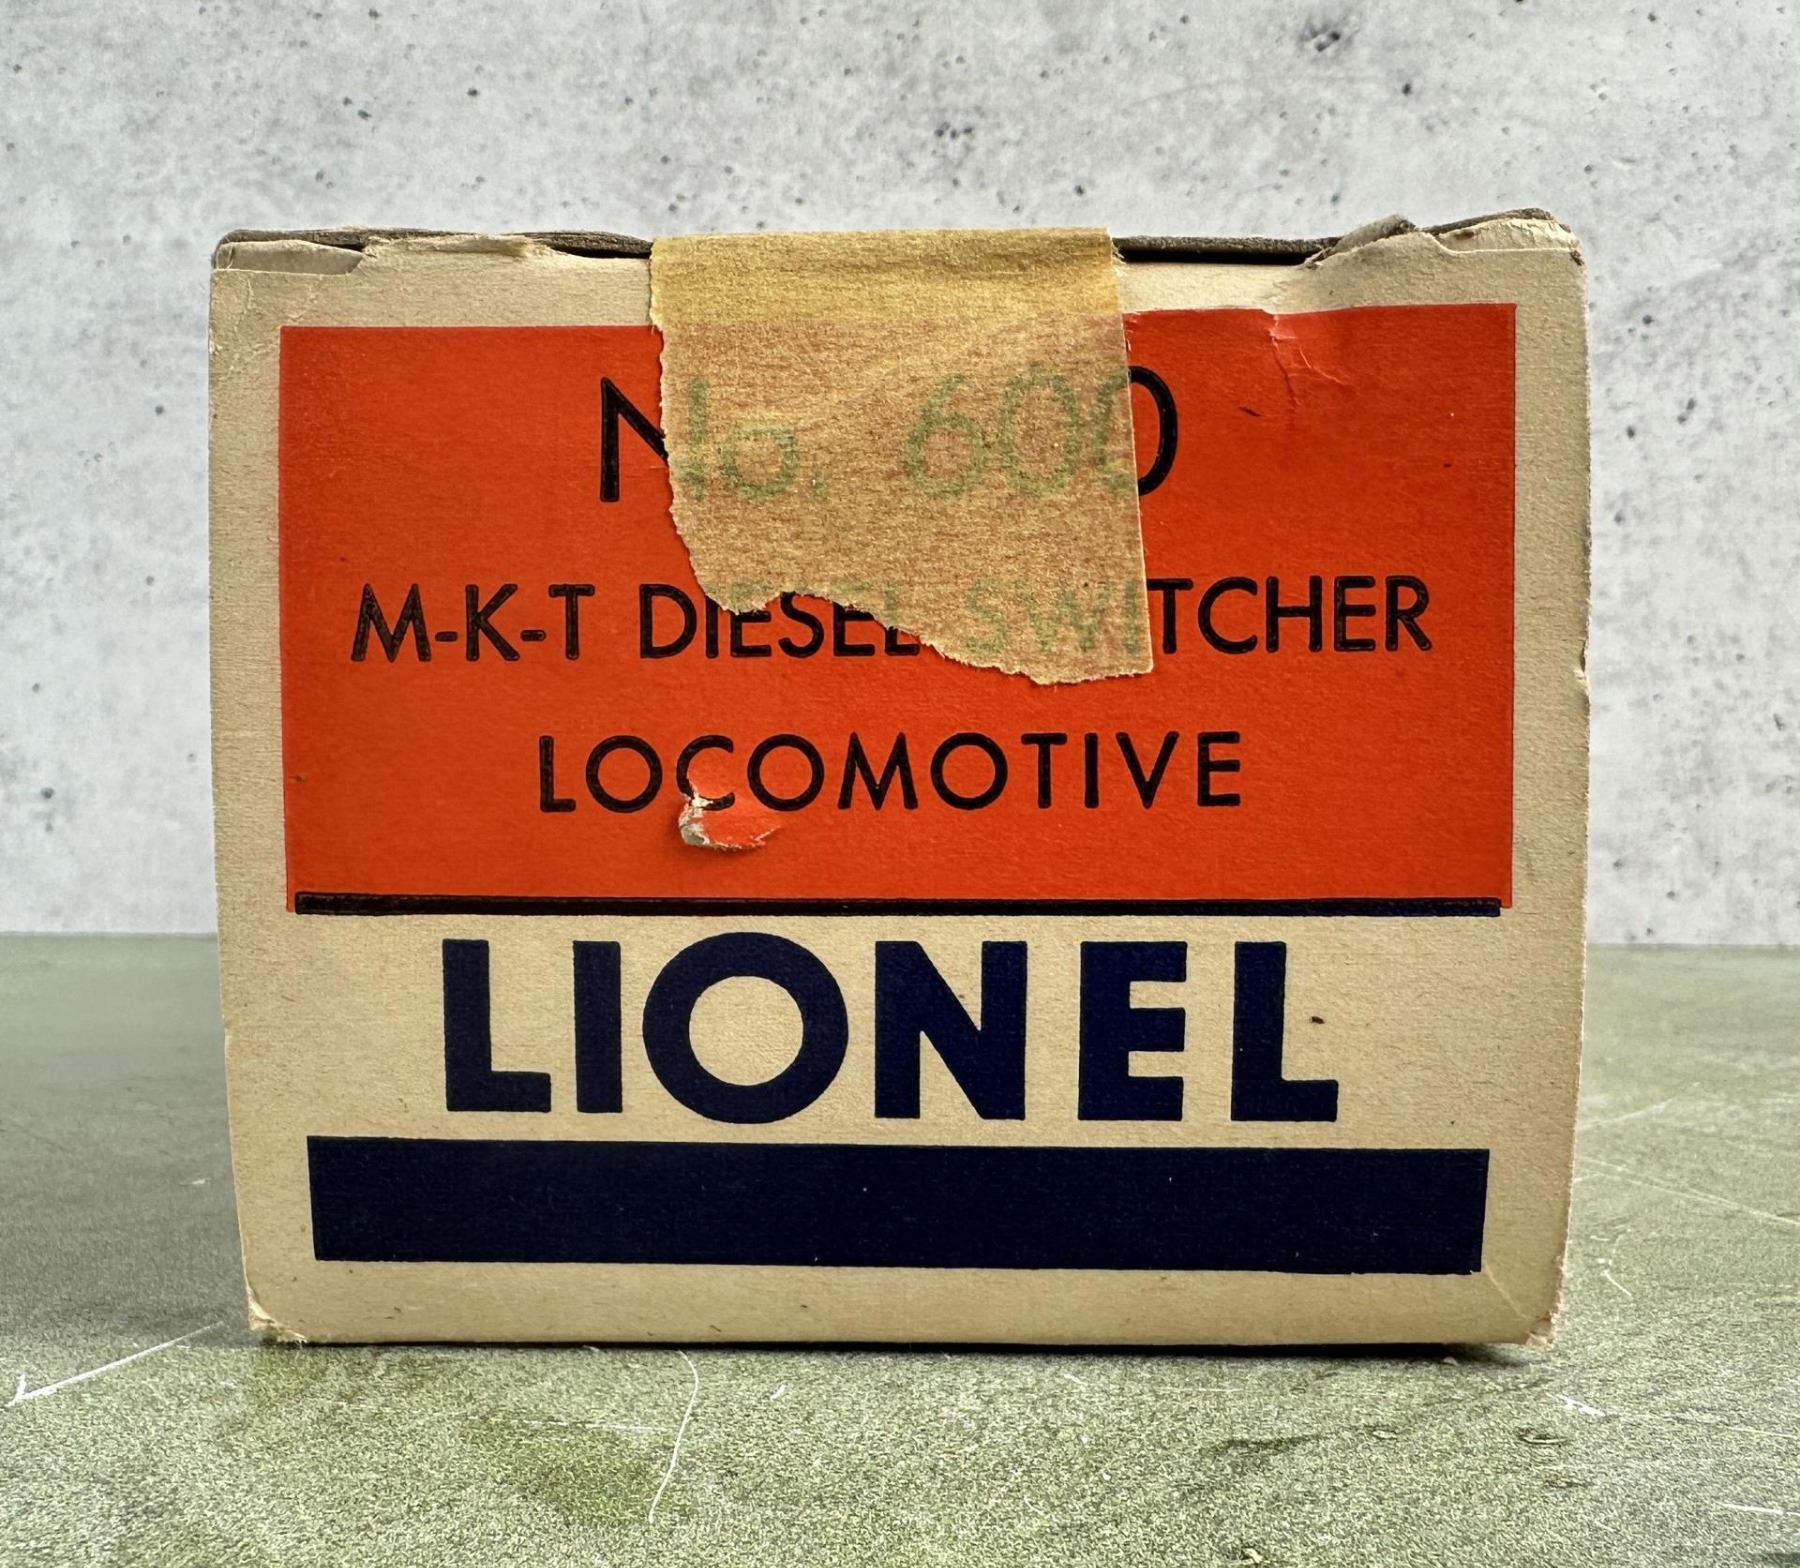 No. 600
M-K-T DIESEL SWITCHER
LOCOMOTIVE
LIONEL